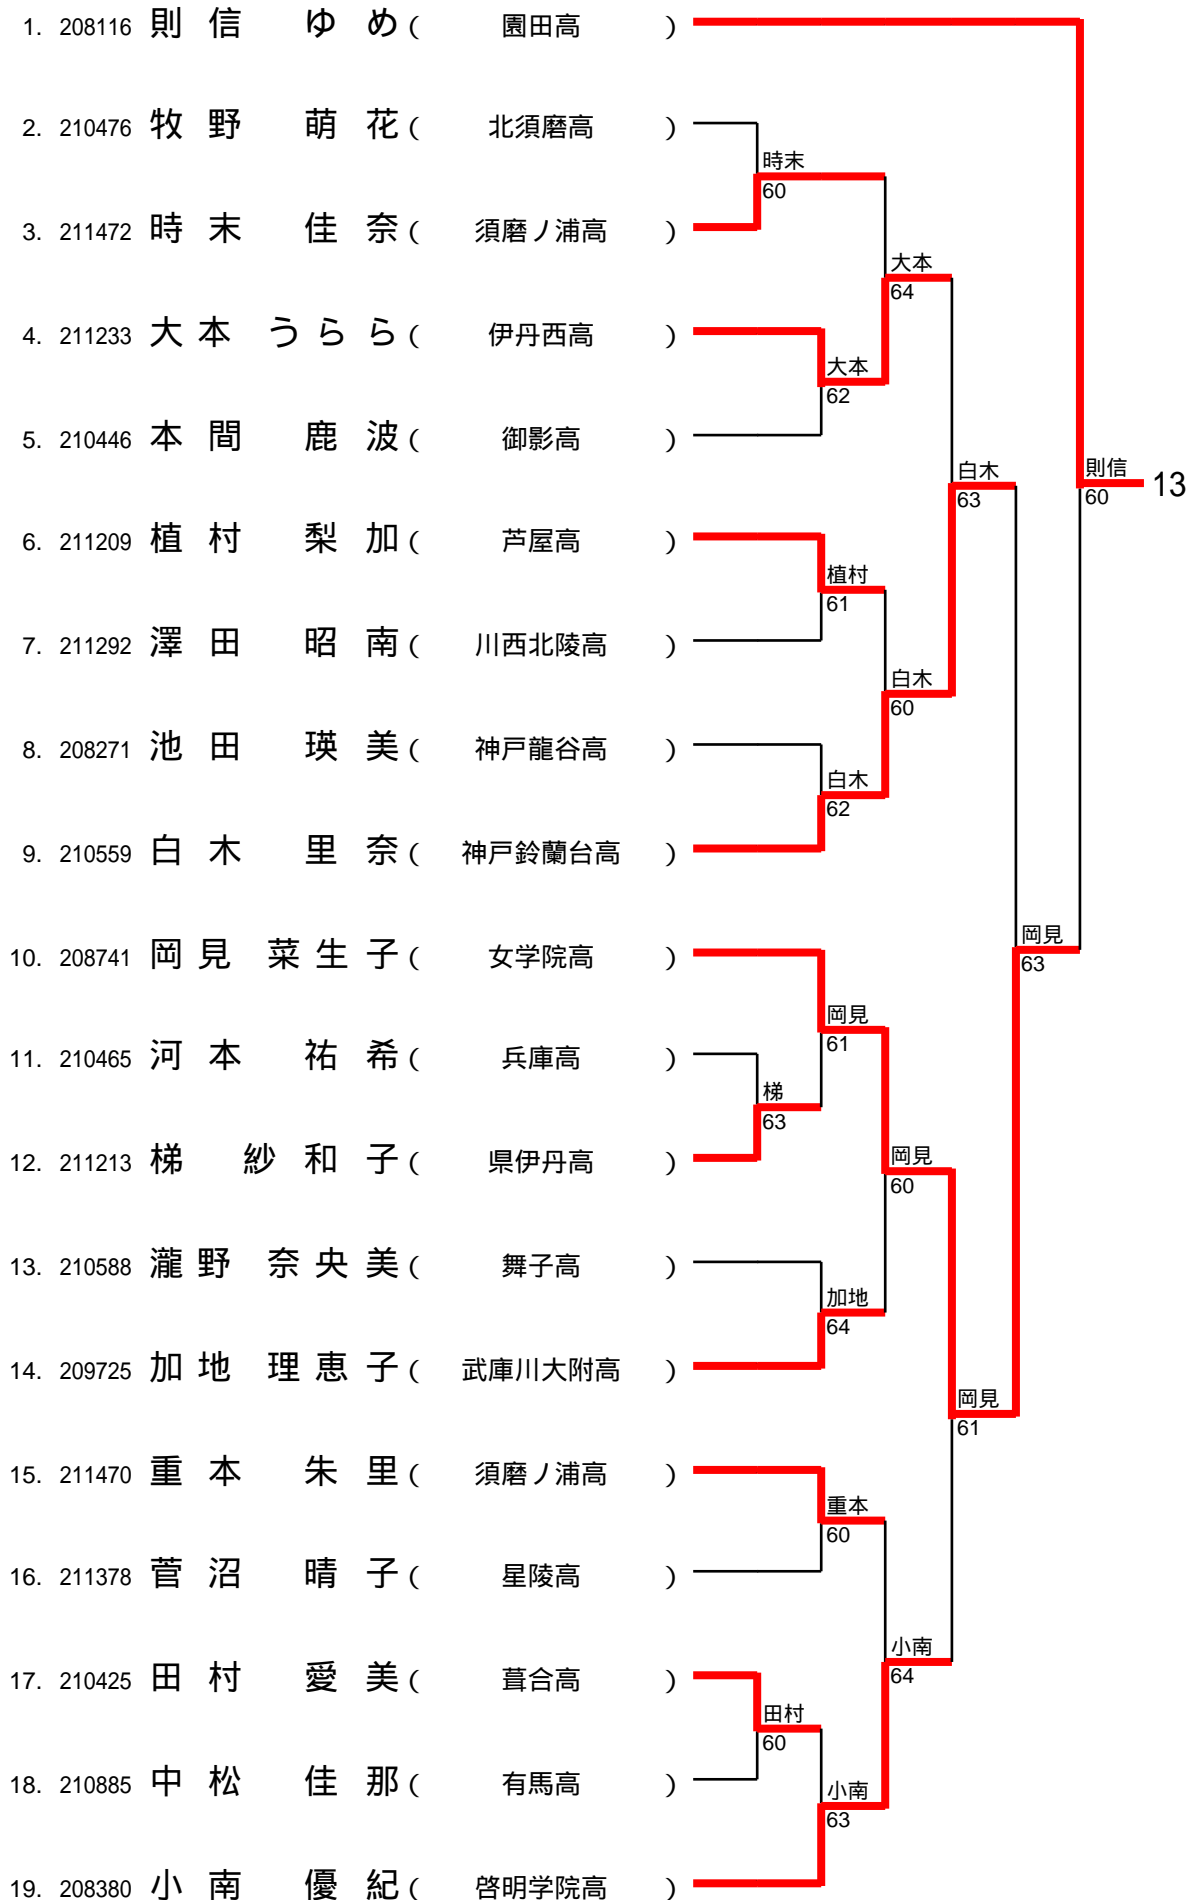 1. 208116 則信 ゆめ ( 園田高 )
2. 210476 牧野 萌花 ( 北須磨高 )
時末
60
3. 211472 時末 佳奈 ( 須磨ノ浦高 )
大本
64
4. 211233 大本 うらら ( 伊丹西高 )
大本
62
5. 210446 本間 鹿波 ( 御影高 )
白木
63
則信
60
13
6. 211209 植村 梨加 ( 芦屋高 )
植村
61
7. 211292 澤田 昭南 ( 川西北陵高 )
白木
60
8. 208271 池田 瑛美 ( 神戸龍谷高 )
白木
62
9. 210559 白木 里奈 ( 神戸鈴蘭台高 )
10. 208741 岡見 菜生子 ( 女学院高 )
岡見
63
岡見
61
11. 210465 河本 祐希 ( 兵庫高 )
梯
63
12. 211213 梯 紗和子 ( 県伊丹高 )
岡見
60
13. 210588 瀧野 奈央美 ( 舞子高 )
加地
64
14. 209725 加地 理恵子 ( 武庫川大附高 )
岡見
61
15. 211470 重本 朱里 ( 須磨ノ浦高 )
重本
60
16. 211378 菅沼 晴子 ( 星陵高 )
小南
64
17. 210425 田村 愛美 ( 葺合高 )
田村
60
18. 210885 中松 佳那 ( 有馬高 )
小南
63
19. 208380 小南 優紀 ( 啓明学院高 )